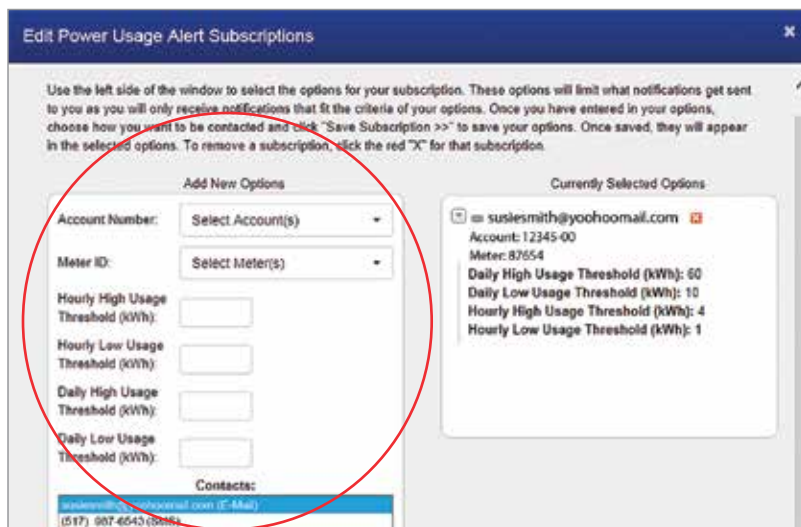 Edit Power Usage Alert Subscriptions
×
Use the left side of the window to select the options for your subscription. These options will limit what notifications get sent
to you as you will only receive notifications that fit the criteria of your options. Once you have entered in your options,
choose how you want to be contacted and click "Save Subscription >>" to save your options. Once saved, they will appear
in the selected options. To remove a subscription, click the red "X" for that subscription.
Add New Options
Account Number: Select Account(s)
Meter ID: Select Meter(s)
Hourly High Usage
Threshold (kWh):
Hourly Low Usage
Threshold (kWh):
Daily High Usage
Threshold (kWh):
Daily Low Usage
Threshold (kWh):
Contacts:
susiesmith@yoohoomail.com (E-Mail)
(517) 987-6543 (SMS)
Currently Selected Options
susiesmith@yoohoomail.com
Account: 12345-00
Meter: 87654
Daily High Usage Threshold (kWh): 60
Daily Low Usage Threshold (kWh): 10
Hourly High Usage Threshold (kWh): 4
Hourly Low Usage Threshold (kWh): 1